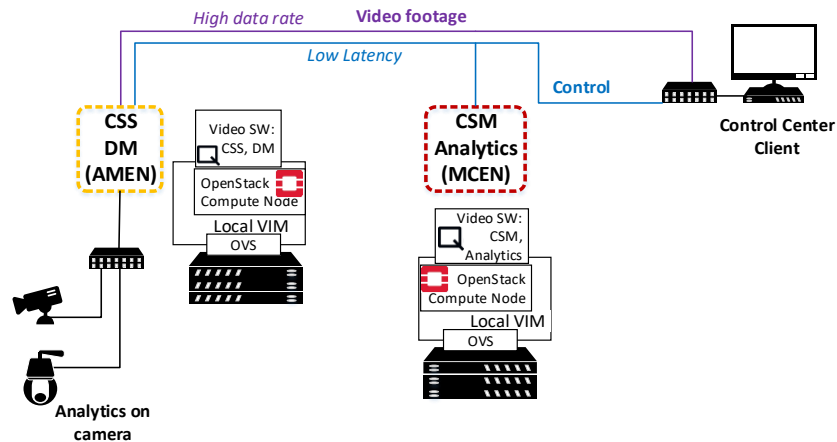 High data rate
Video footage
Low Latency
Control
CSS
DM
(AMEN)
Video SW:
CSS, DM
OpenStack
Compute Node
Local VIM
OVS
CSM
Analytics
(MCEN)
Video SW:
CSM,
Analytics
OpenStack
Compute Node
Local VIM
OVS
Control Center
Client
Analytics on
camera